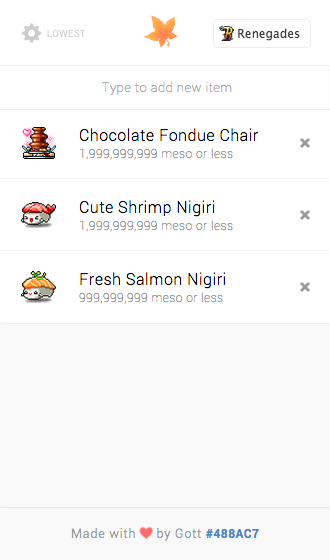 LOWEST
Renegades
Type to add new item
Chocolate Fondue Chair
1,999,999,999 meso or less
Cute Shrimp Nigiri
1,999,999,999 meso or less
Fresh Salmon Nigiri
999,999,999 meso or less
Made with ❤ by Gott #488AC7